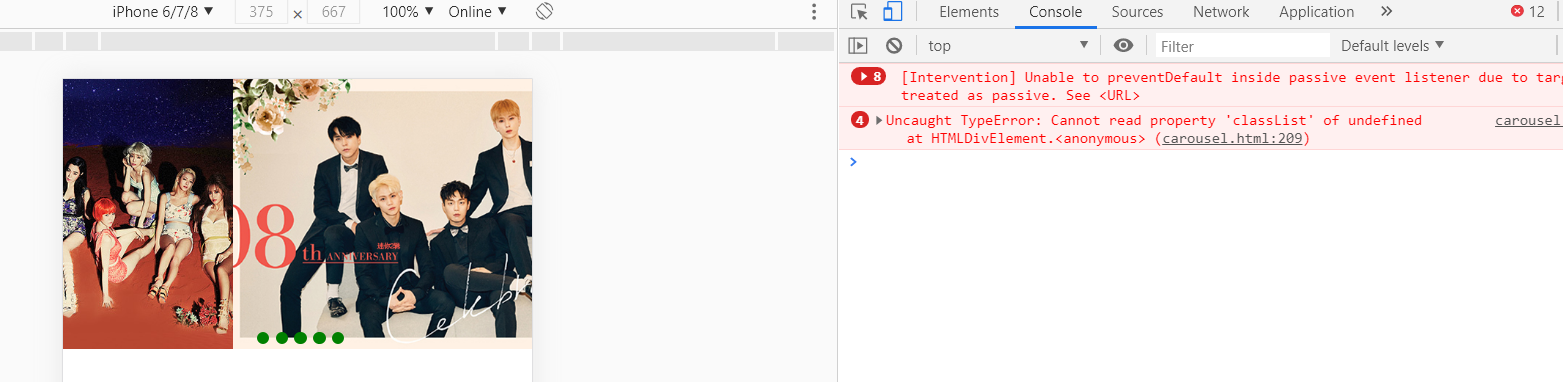 iPhone 6/7/8 ▼ 375 × 667 100% ▼ Online ▼
Elements Console Sources Network Application » 12
top ▼ Filter Default levels ▼
8 [Intervention] Unable to preventDefault inside passive event listener due to targ
treated as passive. See <URL>
4 ▶Uncaught TypeError: Cannot read property 'classList' of undefined carousel.
at HTMLDivElement.<anonymous> (carousel.html:209)
>
08
th ANNIVERSARY